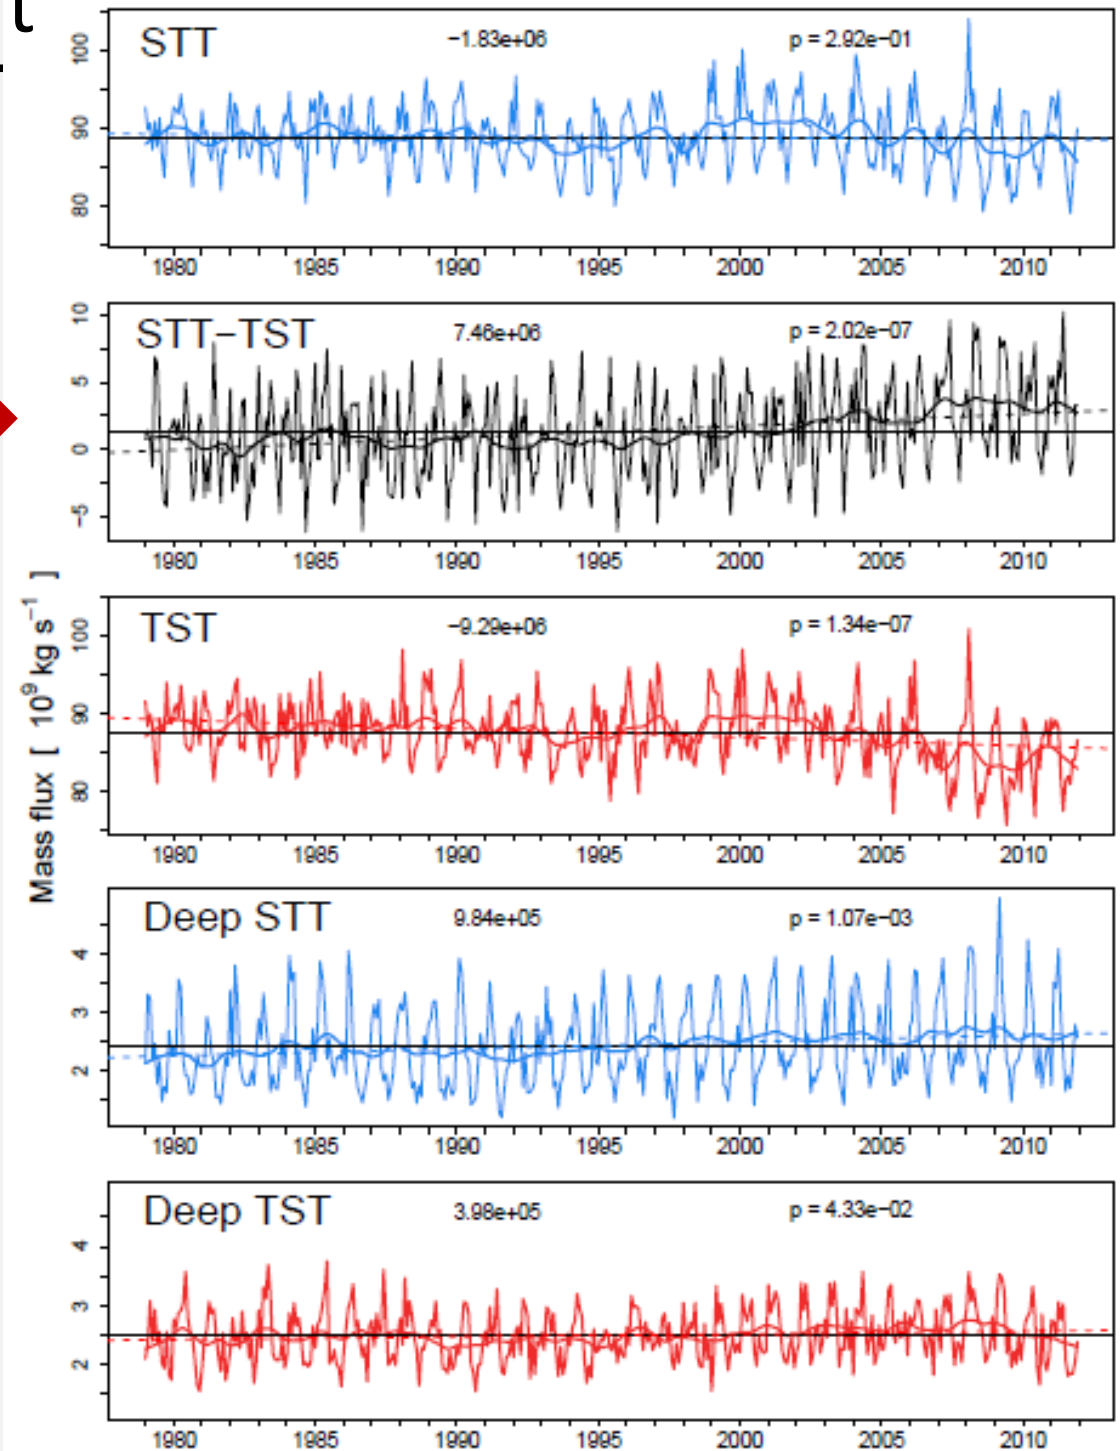 t
STT −1.83e+06 p = 2.92e−01
100
90
80
1980 1985 1990 1995 2000 2005 2010
STT−TST 7.46e+06 p = 2.02e−07
10
5
0
−5
1980 1985 1990 1995 2000 2005 2010
Mass flux [ 10⁹ kg s⁻¹ ]
TST −9.29e+06 p = 1.34e−07
100
90
80
1980 1985 1990 1995 2000 2005 2010
Deep STT 9.84e+05 p = 1.07e−03
4
3
2
1980 1985 1990 1995 2000 2005 2010
Deep TST 3.98e+05 p = 4.33e−02
4
3
2
1980 1985 1990 1995 2000 2005 2010